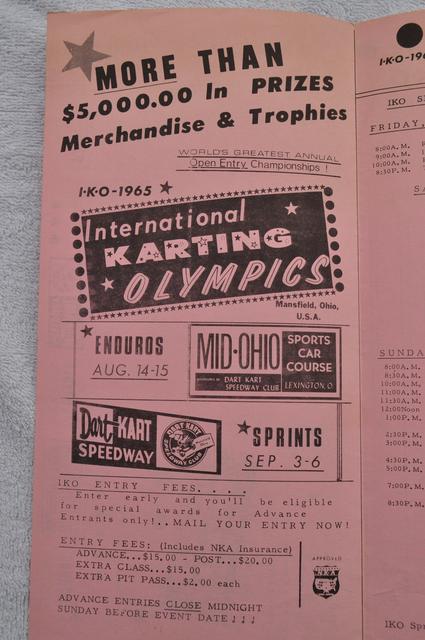 MORE THAN
$5,000.00 In PRIZES
Merchandise & Trophies
WORLD'S GREATEST ANNUAL
Open Entry Championships !
I·K·O-1965
International
KARTING
OLYMPICS
Mansfield, Ohio,
U.S.A.
ENDUROS
AUG. 14-15
MID·OHIO
SPORTS
CAR
COURSE
DART KART
SPEEDWAY CLUB
LEXINGTON, O
Dart KART
SPEEDWAY
SPRINTS
SEP. 3-6
IKO ENTRY FEES. . . .
Enter early and you'll be eligible
for special awards for Advance
Entrants only!..MAIL YOUR ENTRY NOW!
ENTRY FEES: (Includes NKA Insurance)
ADVANCE...$15.00 - POST...$20.00
EXTRA CLASS...$15.00
EXTRA PIT PASS...$2.00 each
ADVANCE ENTRIES CLOSE MIDNIGHT
SUNDAY BEFORE EVENT DATE ! ! !
APPROVED
NKA
I·K·O-196
IKO S
FRIDAY,
8:00A.M.
9:00A.M.
10:00A.M.
8:30P.M.
SA
SUNDA
8:00A.M.
8:30A.M.
10:00A.M.
11:00A.M.
11:30A.M.
12:00Noon
1:00P.M.
2:30P.M.
3:00P.M.
4:30P.M.
5:00P.M.
7:00P.M.
8:30P.M.
IKO Spr